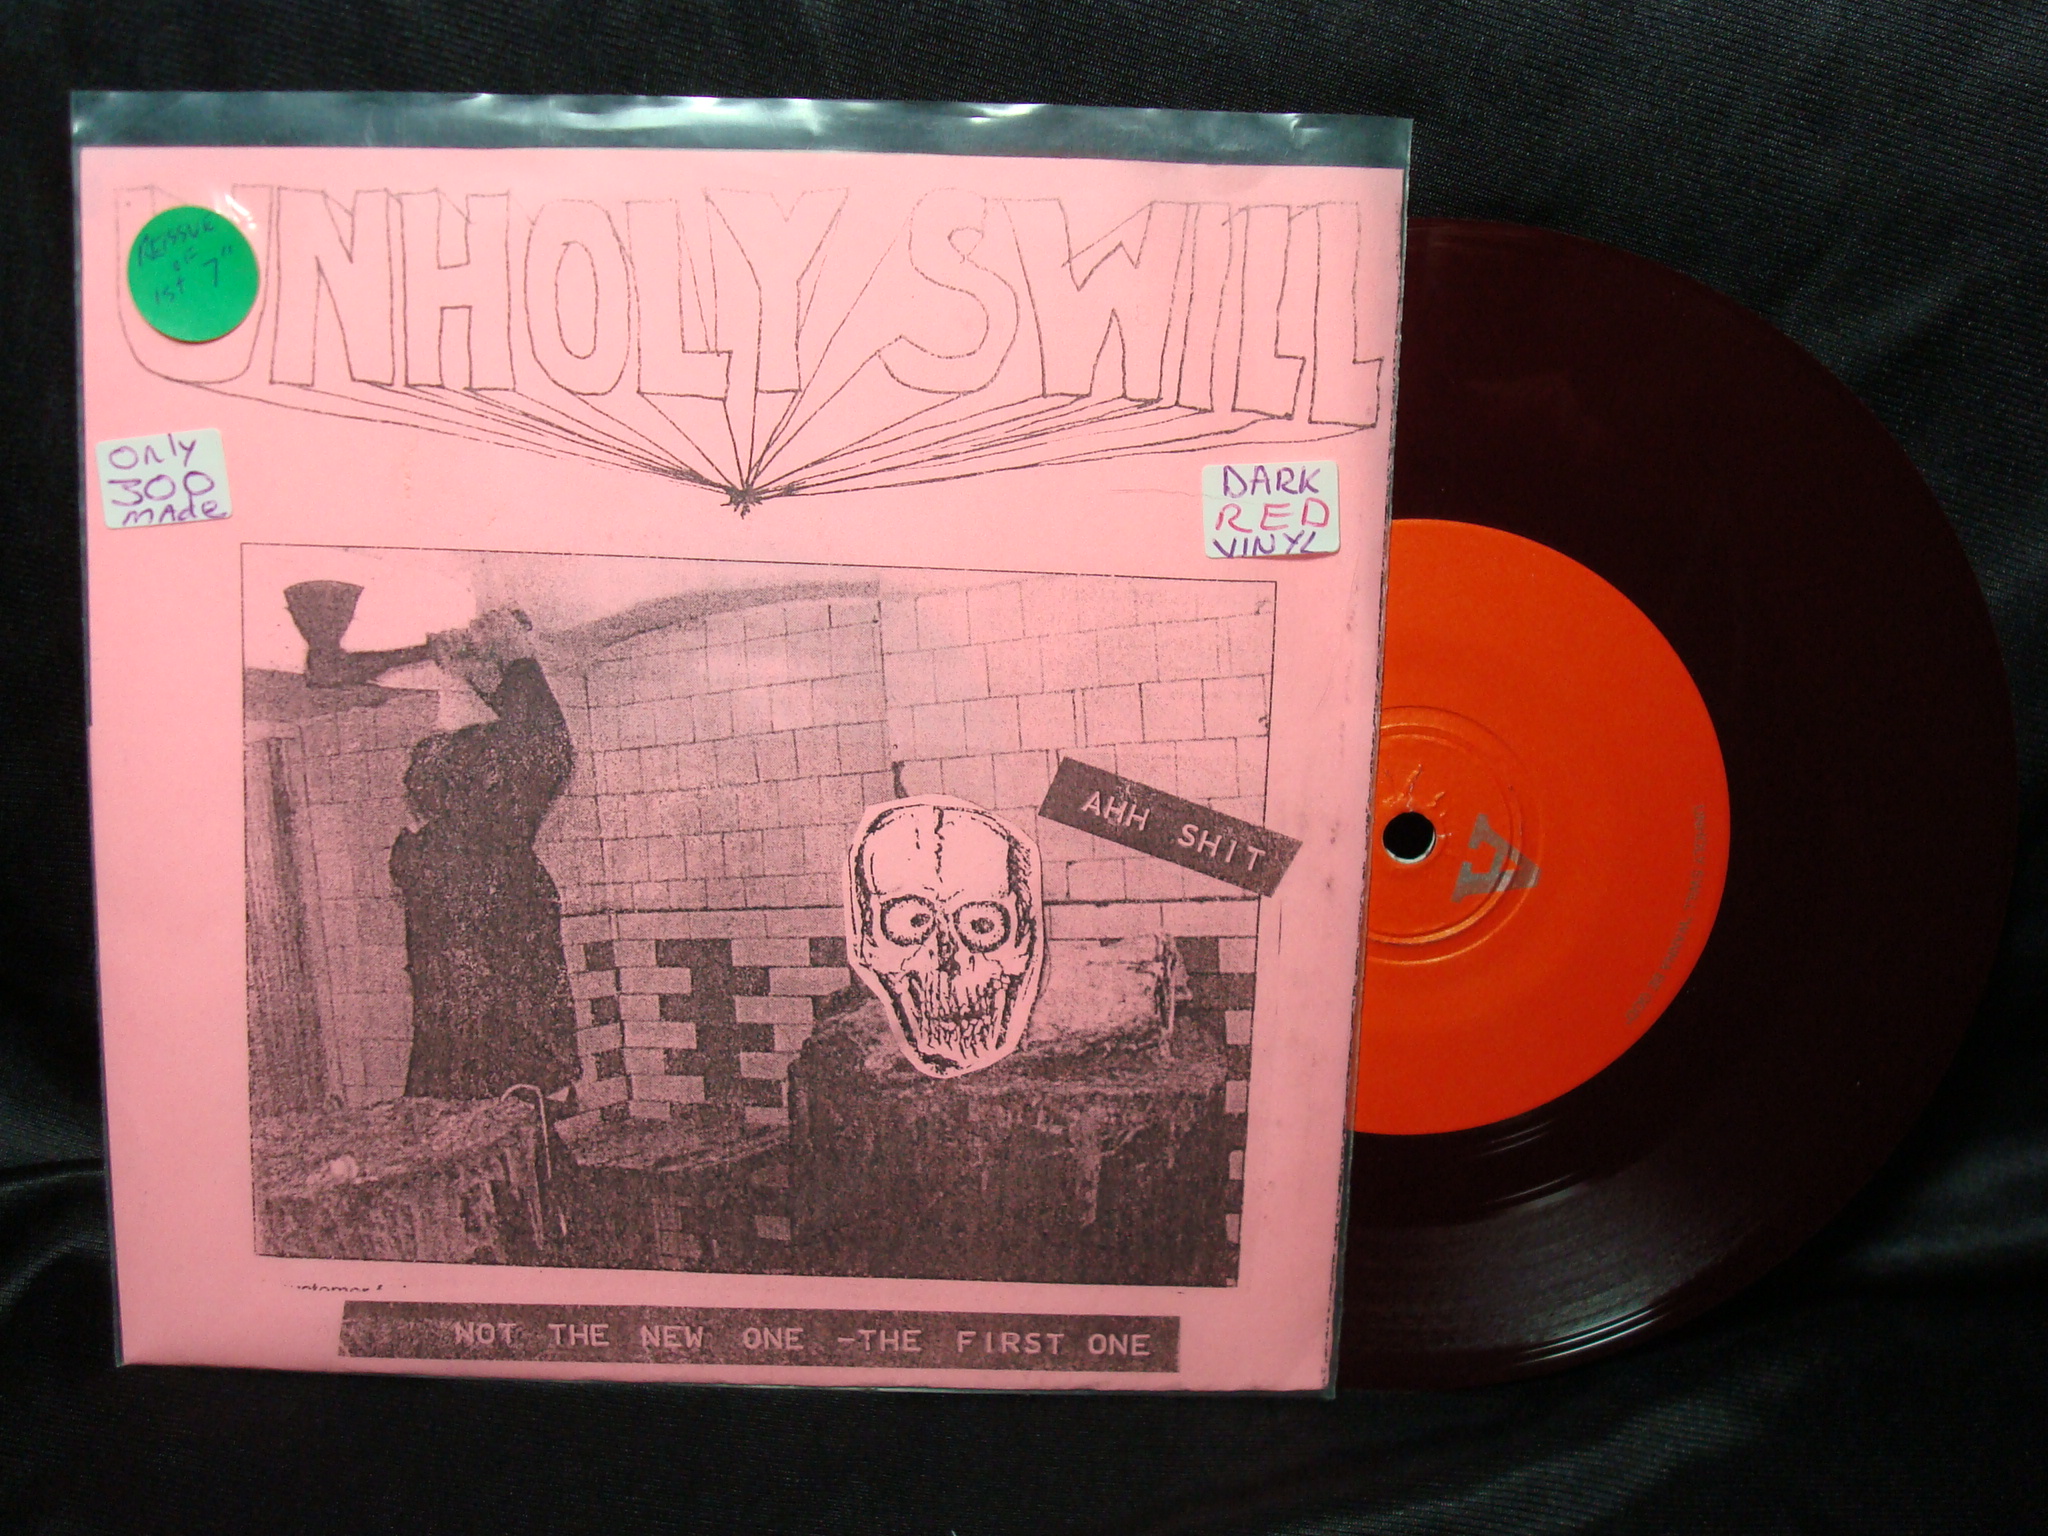 UNHOLY SWILL
REISSUE
OF
1st 7"
Only
300
made
DARK
RED
VINYL
AHH SHIT
NOT THE NEW ONE -THE FIRST ONE
A